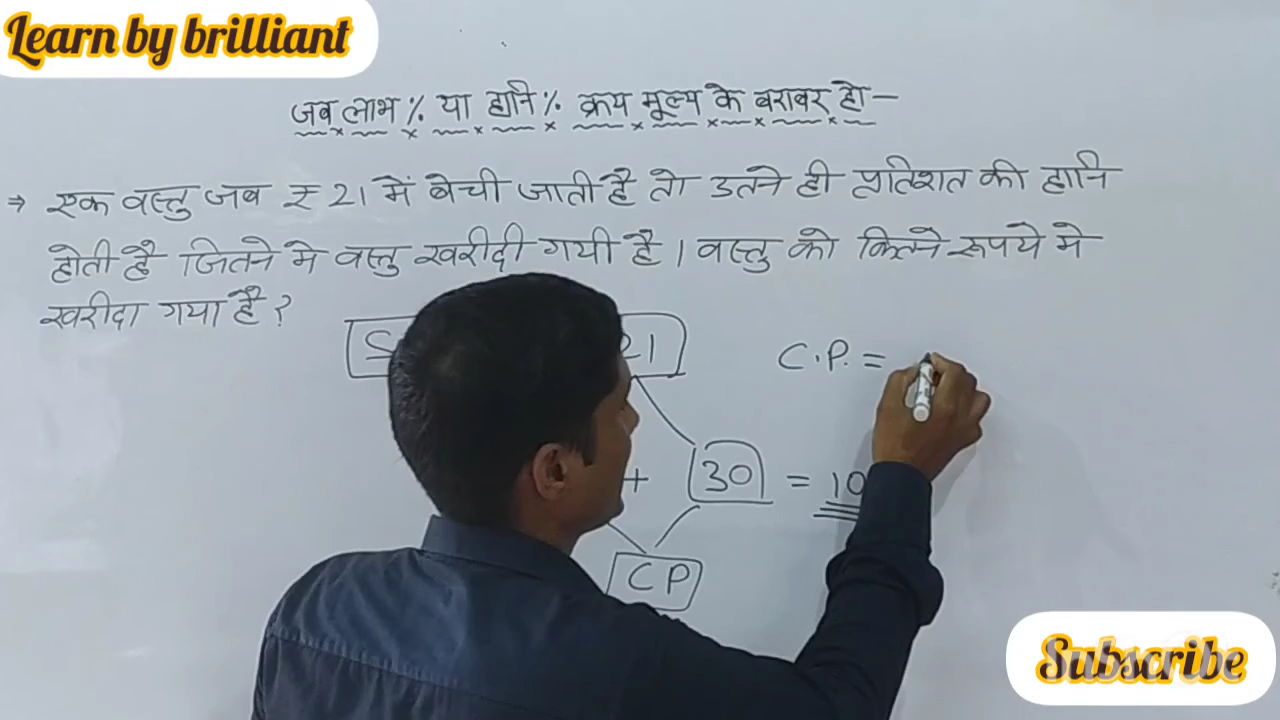 Learn by brilliant
जब लाभ % या हानि % क्रय मूल्य के बराबर हो —
⇒ एक वस्तु जब ₹ 21 में बेची जाती है तो उतने ही प्रतिशत की हानि
होती है जितने मे वस्तु खरीदी गयी है । वस्तु को कितने रूपये मे
खरीदा गया है ?
S 21
C.P. =
+ 30 = 10
CP
Subscribe